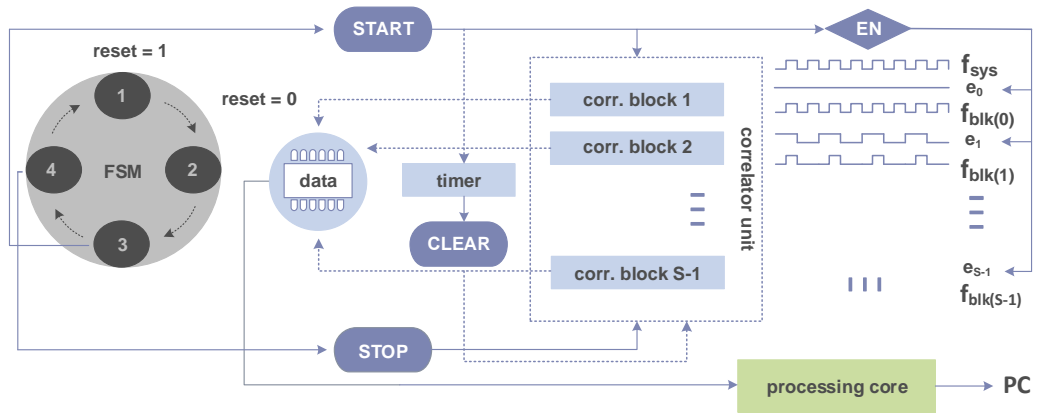 START
EN
reset = 1
f_sys
e_0
reset = 0
corr. block 1
f_blk(0)
1
FSM
2
3
4
data
timer
CLEAR
corr. block 2
correlator unit
e_1
f_blk(1)
corr. block S-1
e_S-1
f_blk(S-1)
STOP
processing core
PC